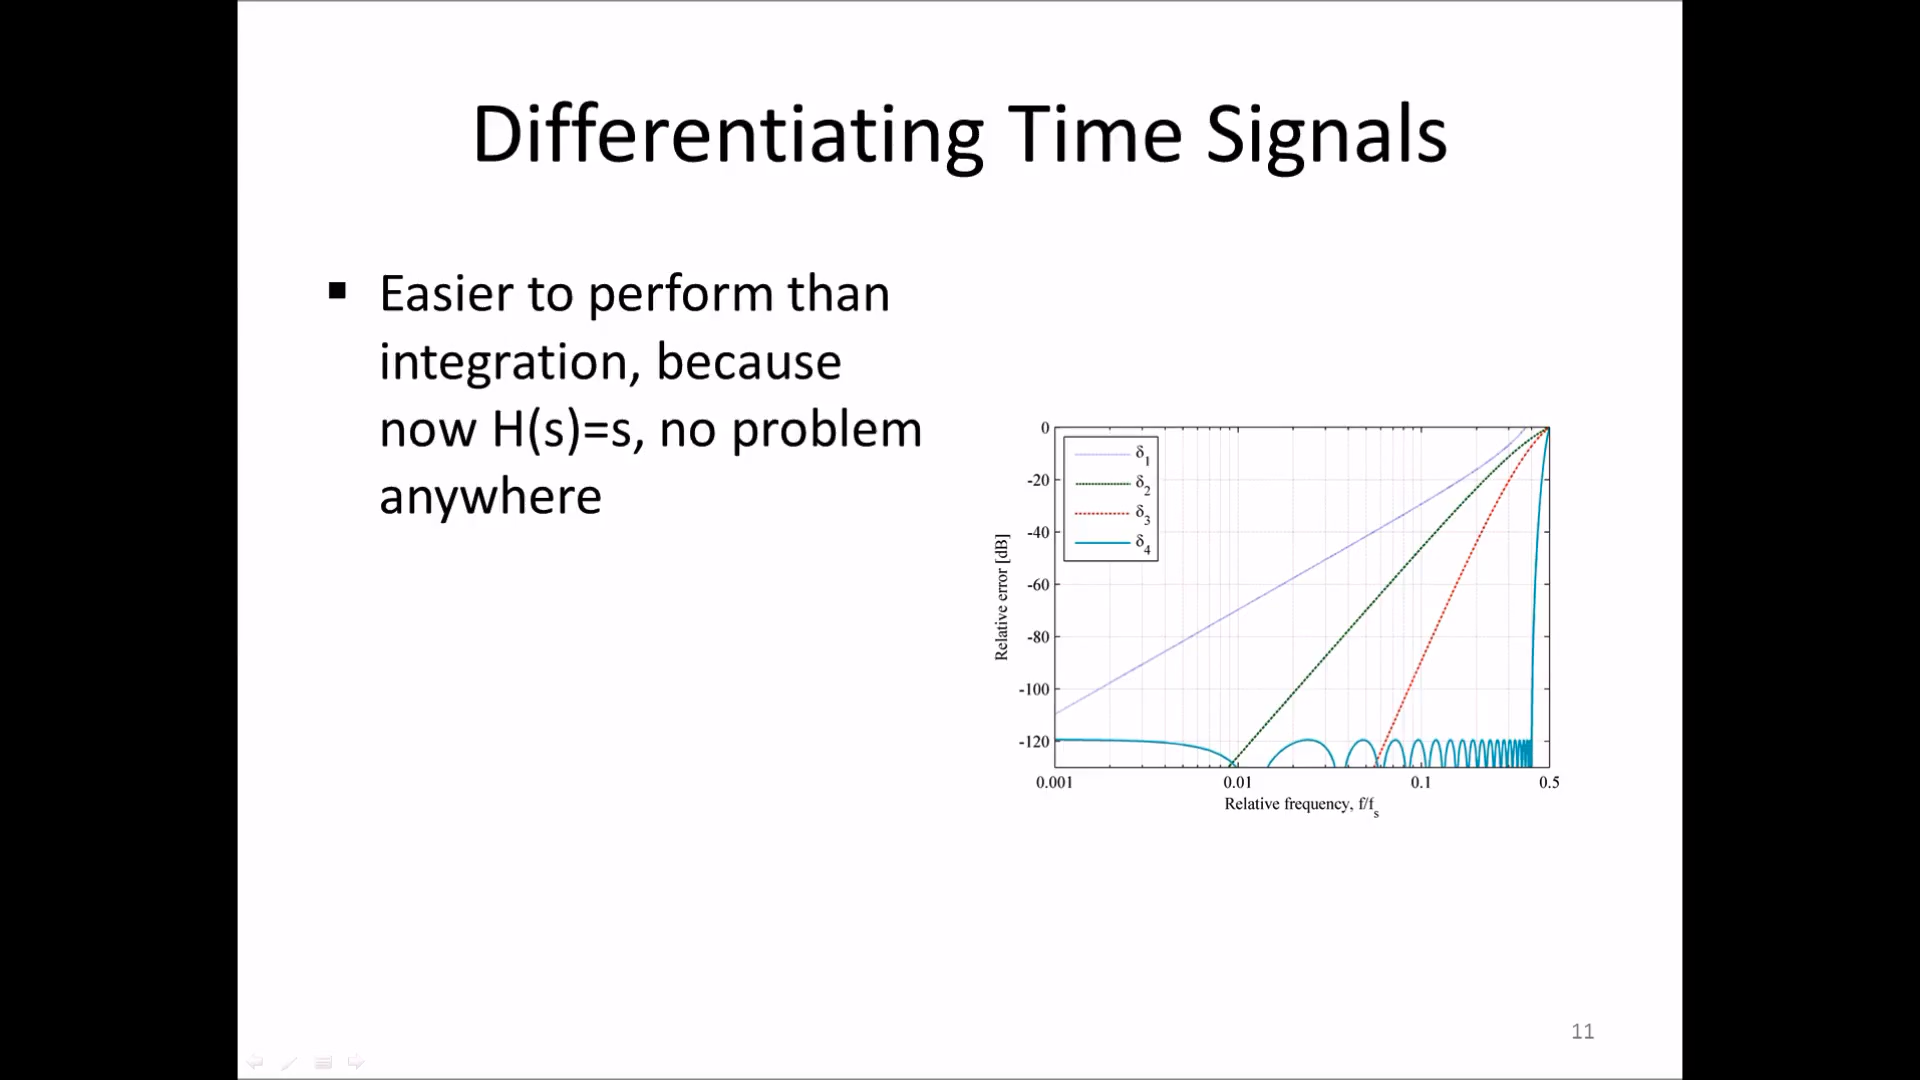 Differentiating Time Signals
▪ Easier to perform than
integration, because
now H(s)=s, no problem
anywhere
0
-20
-40
-60
-80
-100
-120
Relative error [dB]
δ1
δ2
δ3
δ4
0.001 0.01 0.1 0.5
Relative frequency, f/fs
11